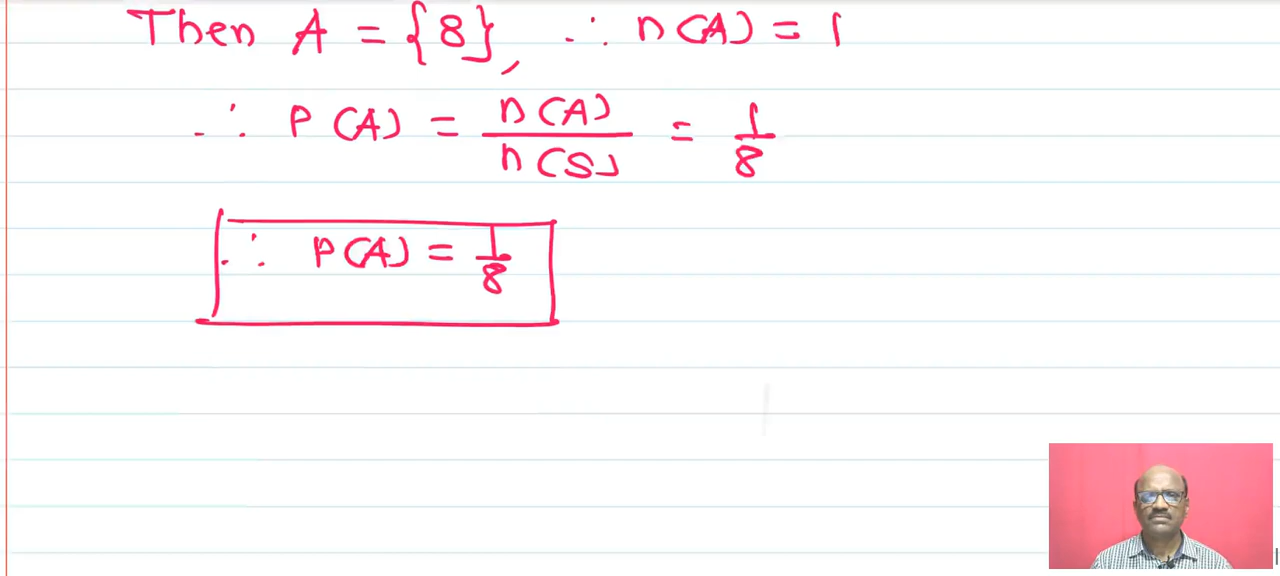 Then A = {8}, ∴ n(A) = 1
∴ P(A) = n(A)/n(S) = 1/8
∴ P(A) = 1/8